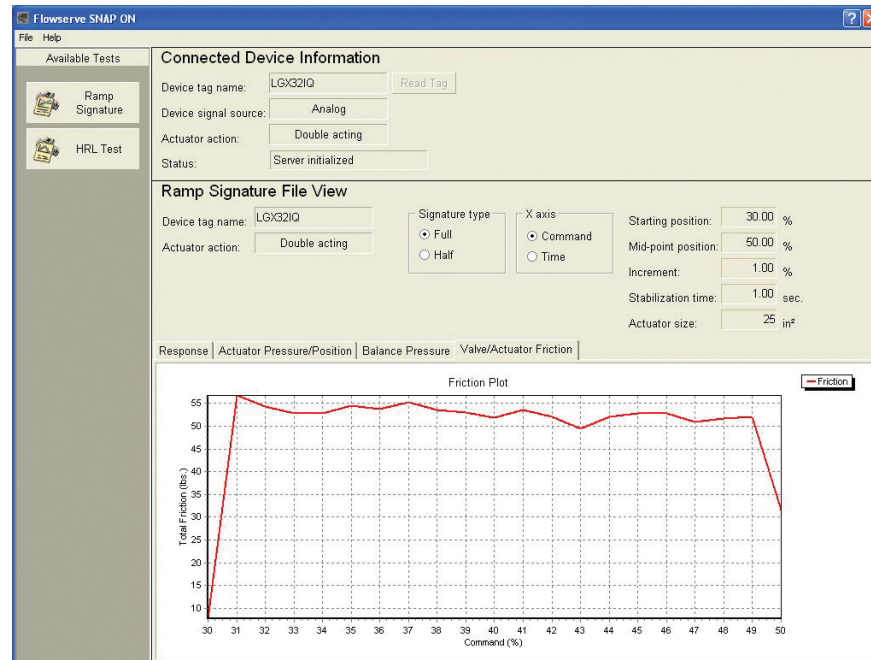 Flowserve SNAP ON
File Help
Available Tests
Ramp
Signature
HRL Test
Connected Device Information
Device tag name: LGX32IQ Read Tag
Device signal source: Analog
Actuator action: Double acting
Status: Server initialized
Ramp Signature File View
Device tag name: LGX32IQ
Actuator action: Double acting
Signature type
Full
Half
X axis
Command
Time
Starting position: 30.00 %
Mid-point position: 50.00 %
Increment: 1.00 %
Stabilization time: 1.00 sec.
Actuator size: 25 in²
Response Actuator Pressure/Position Balance Pressure Valve/Actuator Friction
Friction Plot
Friction
Total Friction (lbs.)
55
50
45
40
35
30
25
20
15
10
30 31 32 33 34 35 36 37 38 39 40 41 42 43 44 45 46 47 48 49 50
Command (%)